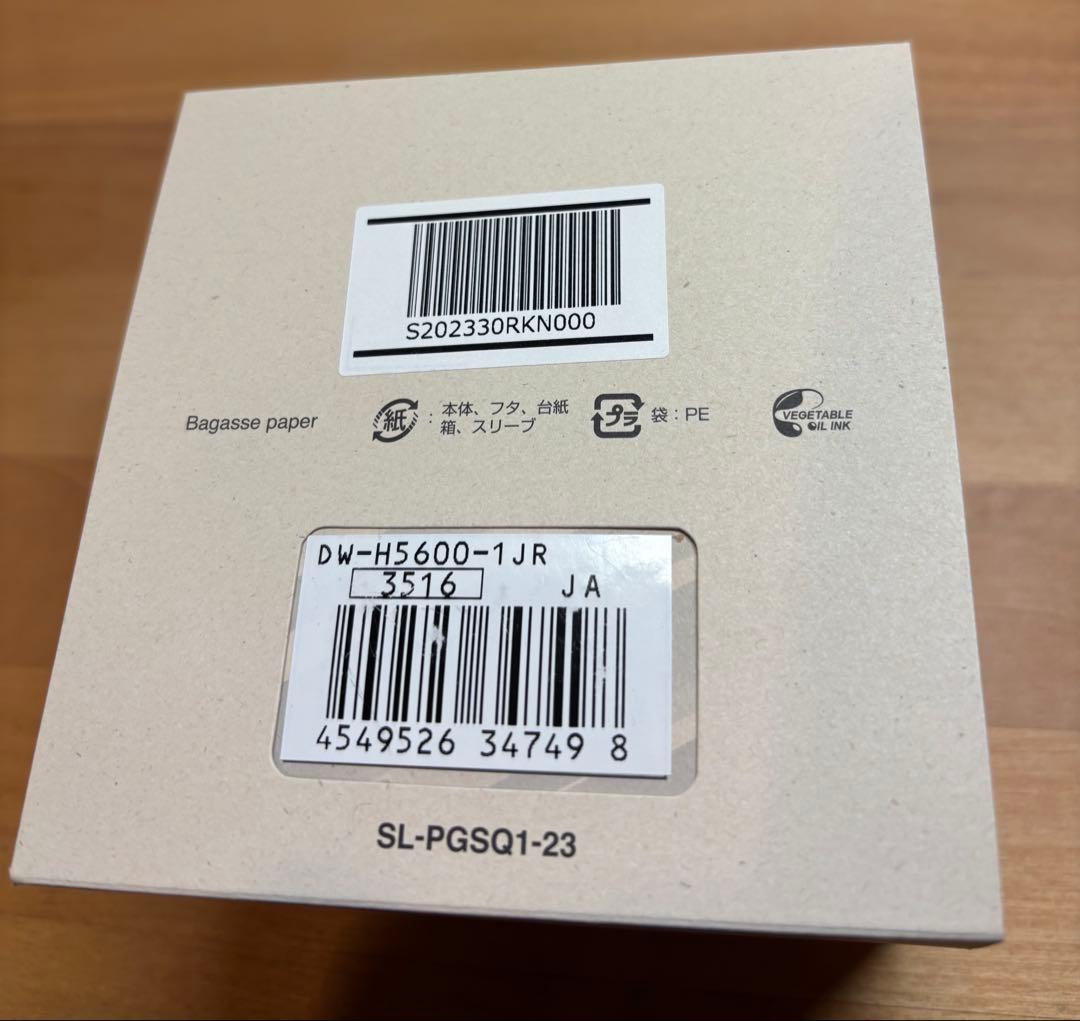 S202330RKN000
Bagasse paper
紙 : 本体、フタ、台紙
箱、スリーブ
プラ 袋 : PE
VEGETABLE
OIL INK
DW-H5600-1JR
3516 JA
4549526 34749 8
SL-PGSQ1-23